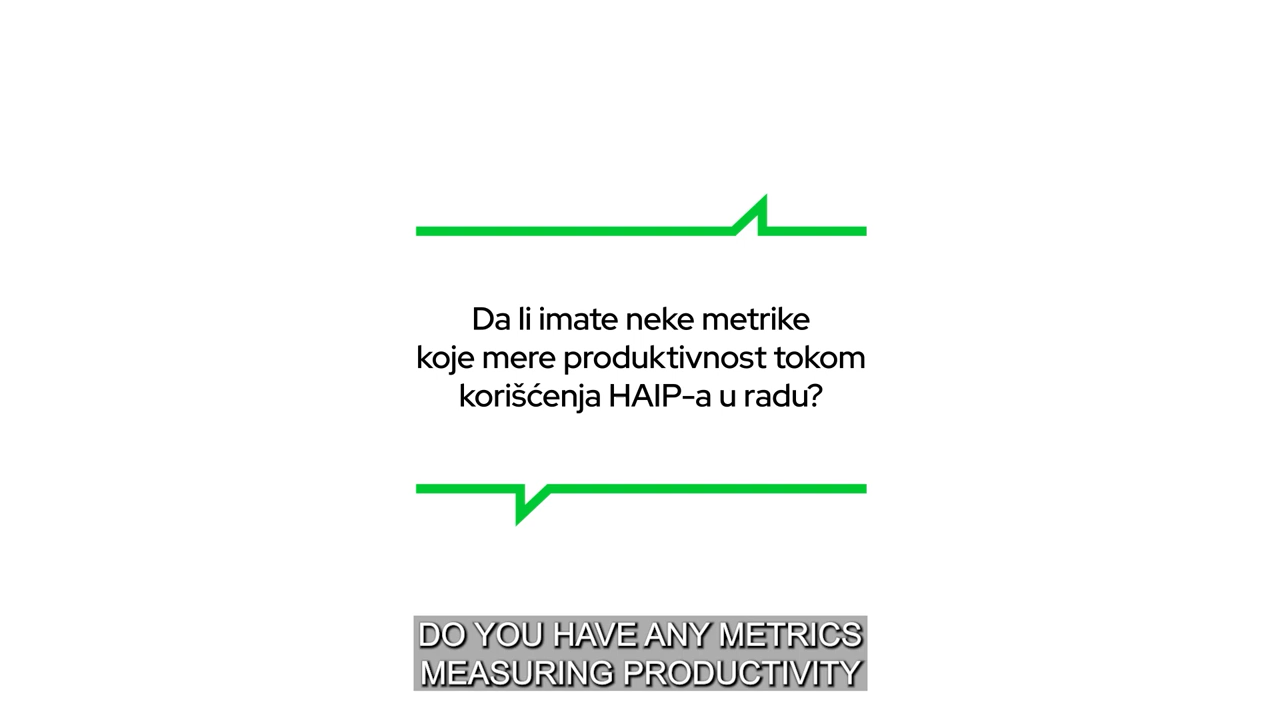 Da li imate neke metrike
koje mere produktivnost tokom
korišćenja HAIP-a u radu?
DO YOU HAVE ANY METRICS
MEASURING PRODUCTIVITY